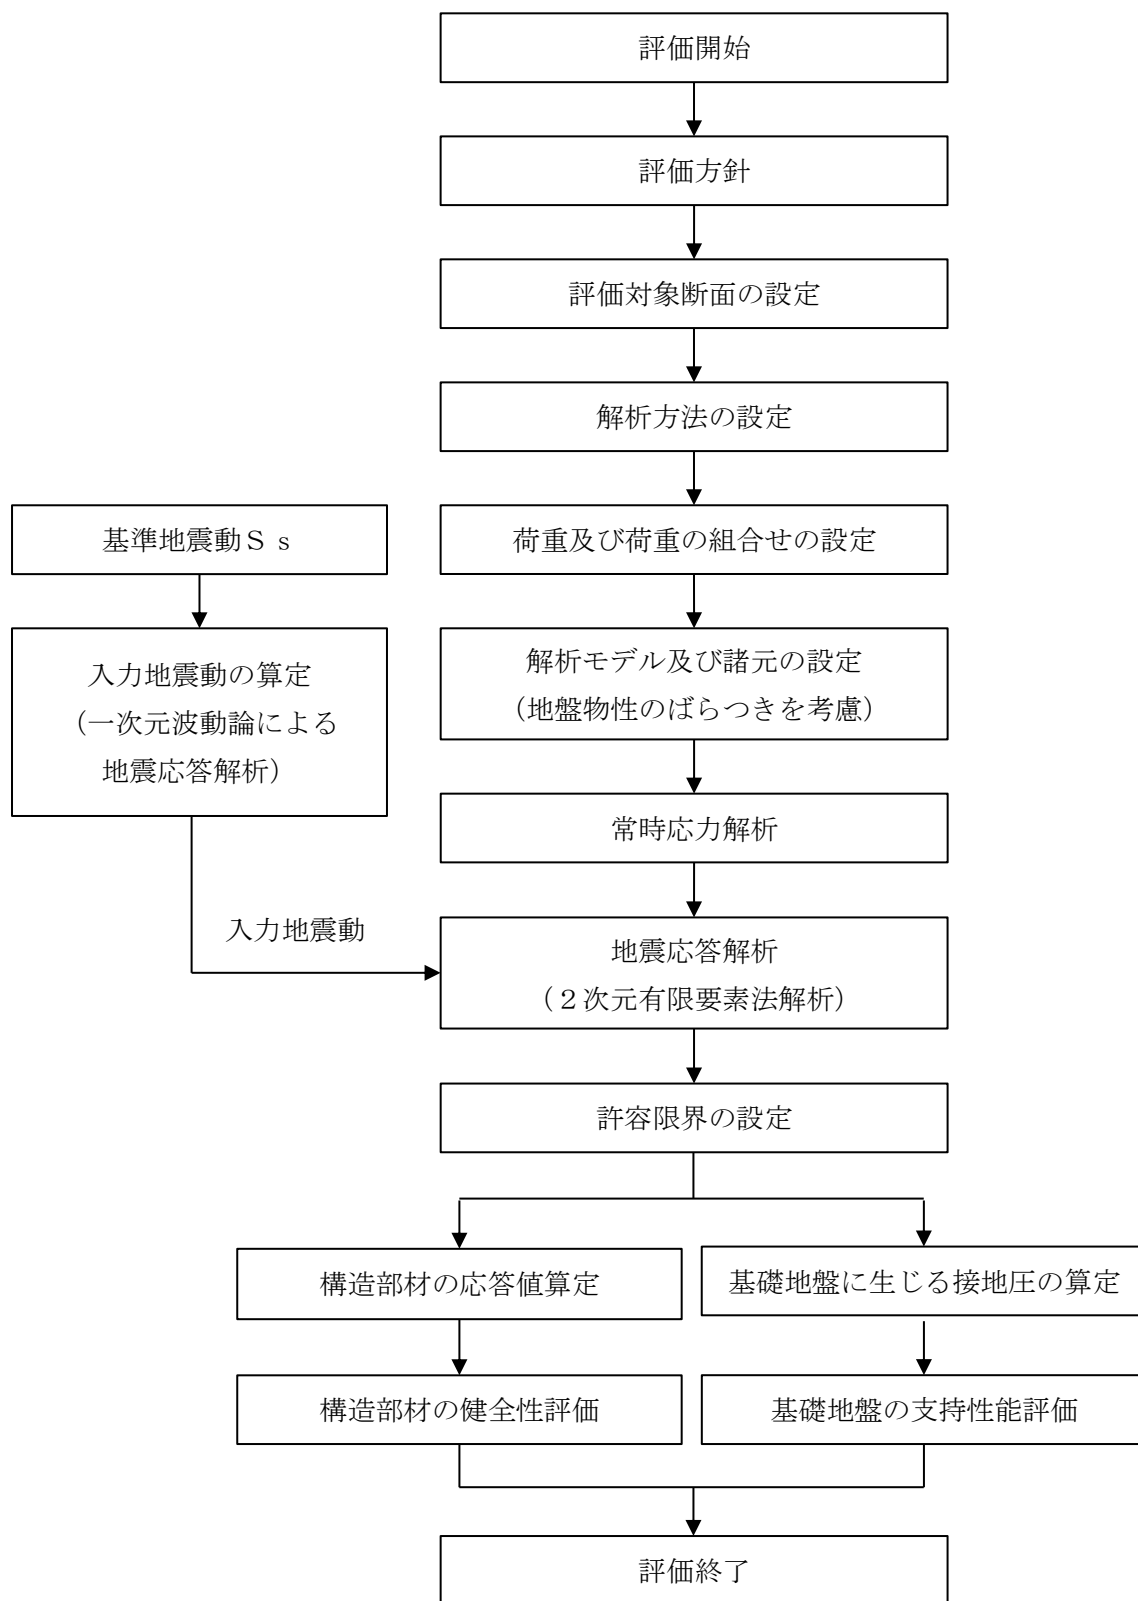 評価開始
評価方針
評価対象断面の設定
解析方法の設定
荷重及び荷重の組合せの設定
基準地震動Ｓｓ
解析モデル及び諸元の設定
（地盤物性のばらつきを考慮）
入力地震動の算定
（一次元波動論による
地震応答解析）
常時応力解析
入力地震動
地震応答解析
（２次元有限要素法解析）
許容限界の設定
構造部材の応答値算定
基礎地盤に生じる接地圧の算定
構造部材の健全性評価
基礎地盤の支持性能評価
評価終了